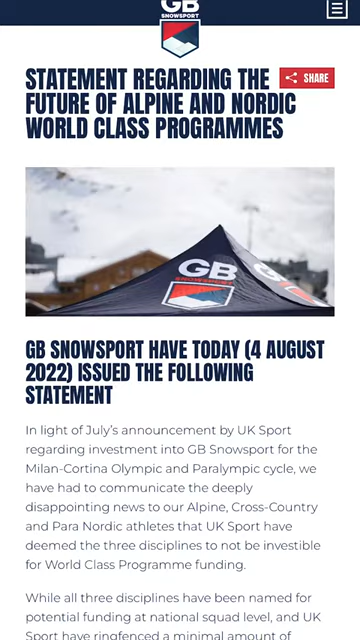 GB
SNOWSPORT
SHARE
STATEMENT REGARDING THE
FUTURE OF ALPINE AND NORDIC
WORLD CLASS PROGRAMMES
GB
SNOWSPORT
GB SNOWSPORT HAVE TODAY (4 AUGUST
2022) ISSUED THE FOLLOWING
STATEMENT
In light of July's announcement by UK Sport
regarding investment into GB Snowsport for the
Milan-Cortina Olympic and Paralympic cycle, we
have had to communicate the deeply
disappointing news to our Alpine, Cross-Country
and Para Nordic athletes that UK Sport have
deemed the three disciplines to not be investible
for World Class Programme funding.
While all three disciplines have been named for
potential funding at national squad level, and UK
Sport have ringfenced a minimal amount of